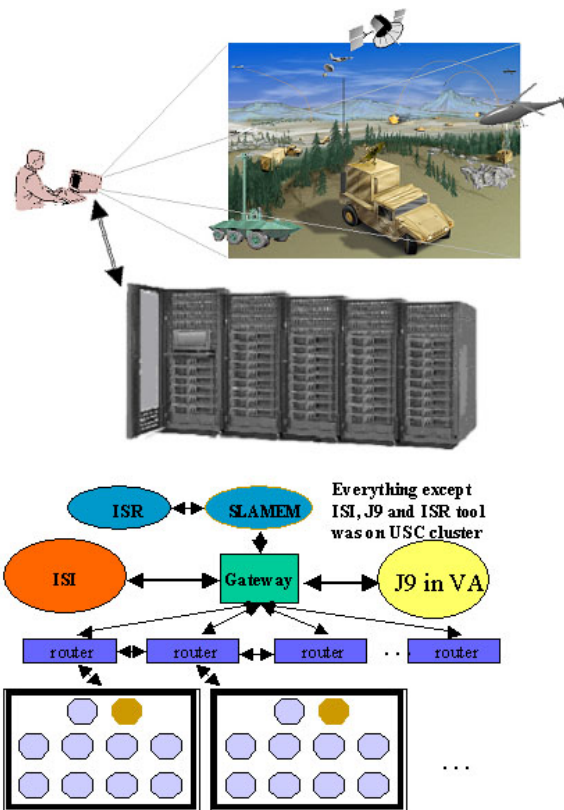 Everything except
ISI, J9 and ISR tool
was on USC cluster
ISR
SLAMEM
ISI
Gateway
J9 in VA
router
router
router
...
router
...